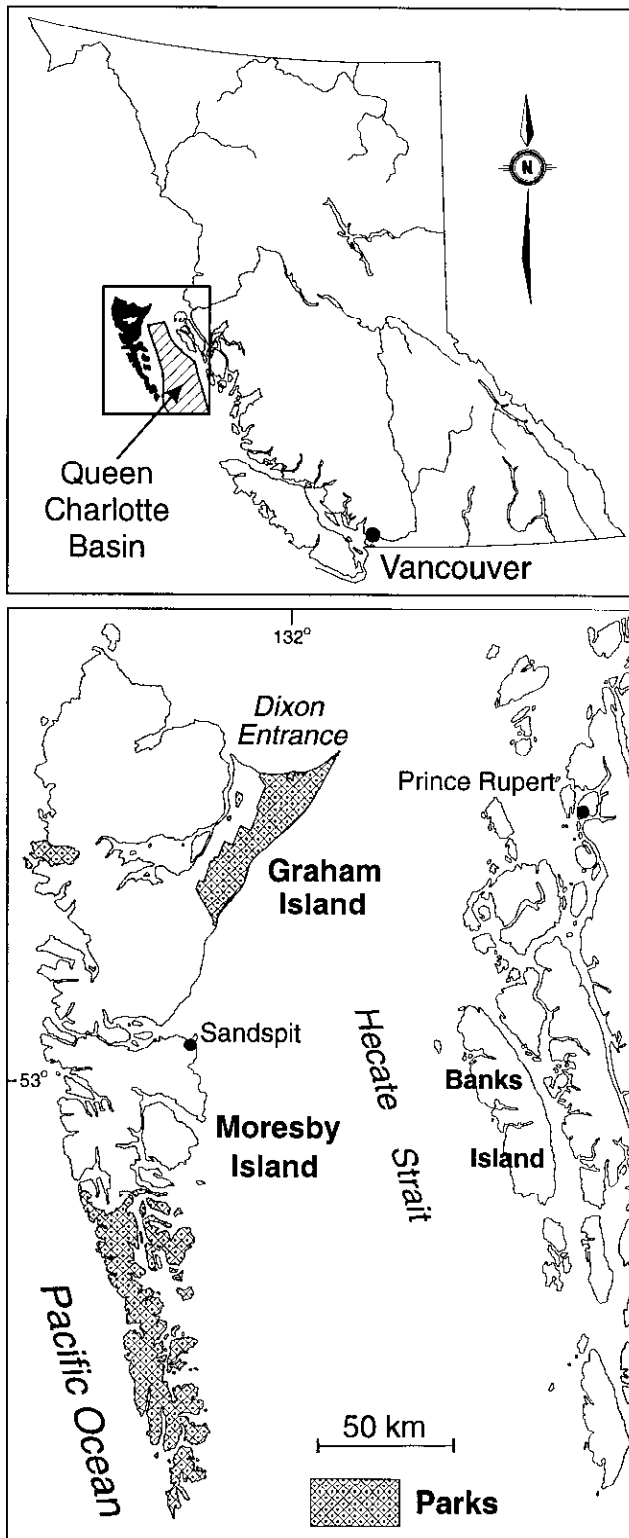 N
Queen
Charlotte
Basin
Vancouver
132°
Dixon
Entrance
Prince Rupert
Graham
Island
Sandspit
53°
Hecate
Strait
Banks
Island
Moresby
Island
Pacific Ocean
50 km
Parks